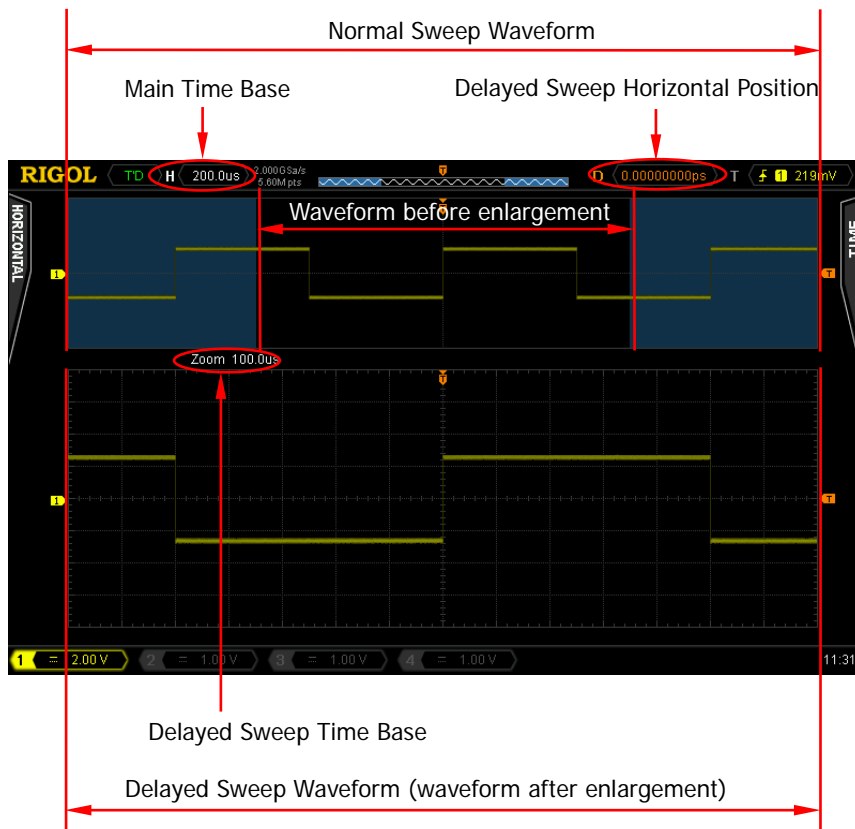 Normal Sweep Waveform
Main Time Base
Delayed Sweep Horizontal Position
RIGOL T'D H 200.0us 2.000GSa/s 5.60M pts T D 0.00000000ps T 1 219mV
HORIZONTAL
TIME
Waveform before enlargement
1
T
Zoom 100.0us
T
1
T
1 = 2.00 V 2 = 1.00 V 3 = 1.00 V 4 = 1.00 V 11:31
Delayed Sweep Time Base
Delayed Sweep Waveform (waveform after enlargement)